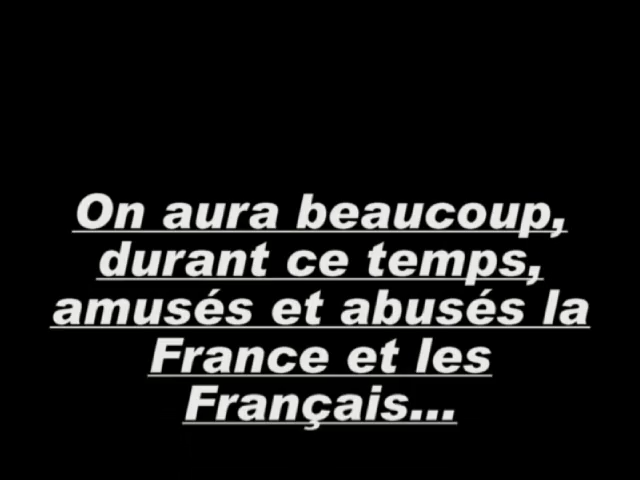 On aura beaucoup,
durant ce temps,
amusés et abusés la
France et les
Français...